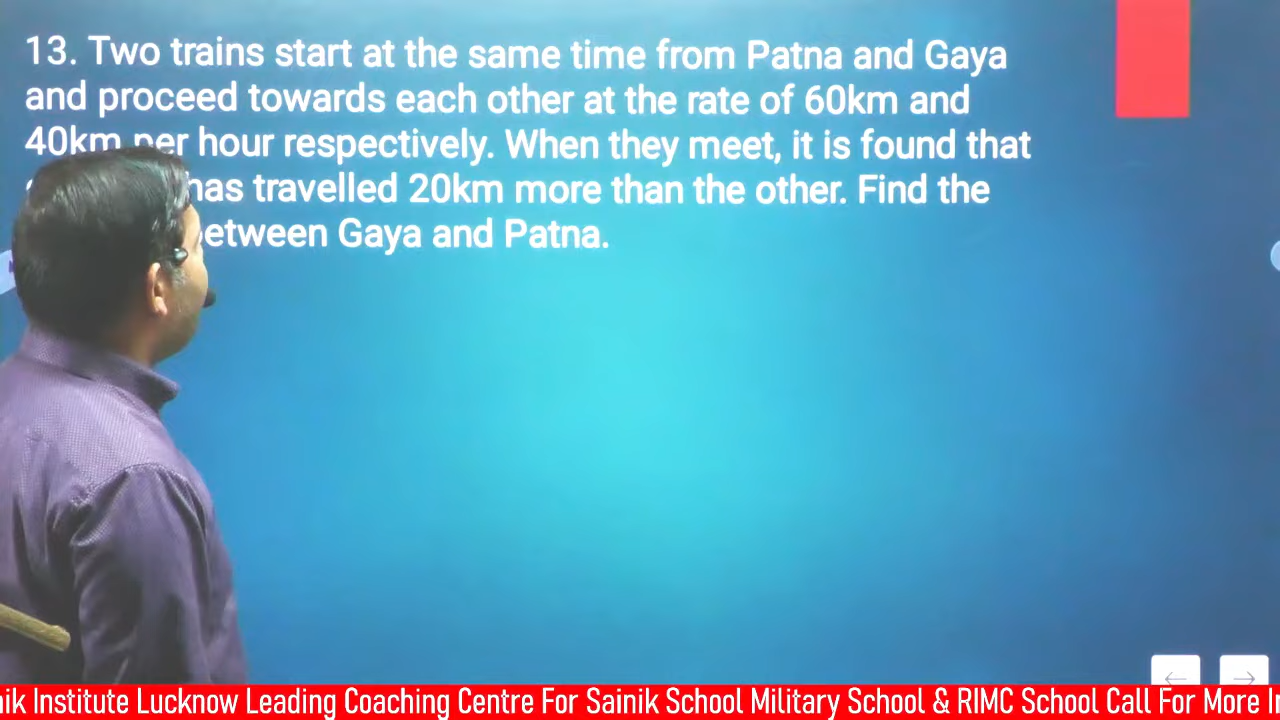 13. Two trains start at the same time from Patna and Gaya
and proceed towards each other at the rate of 60km and
40km per hour respectively. When they meet, it is found that
has travelled 20km more than the other. Find the
between Gaya and Patna.
Institute Lucknow Leading Coaching Centre For Sainik School Military School & RIMC School Call For More